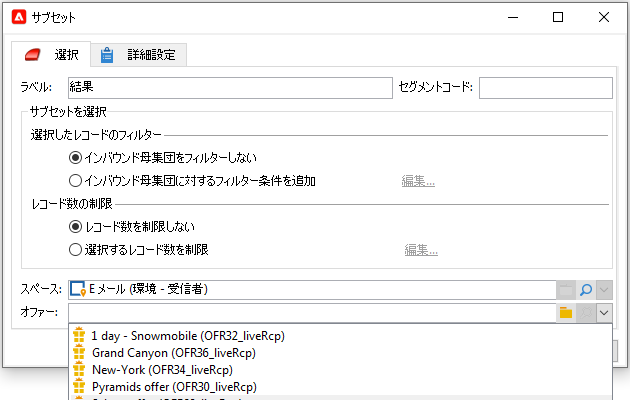 サブセット
選択
詳細設定
ラベル: 結果 セグメントコード:
サブセットを選択
選択したレコードのフィルター
インバウンド母集団をフィルターしない
インバウンド母集団に対するフィルター条件を追加 編集...
レコード数の制限
レコード数を制限しない
選択するレコード数を制限 編集...
スペース: Eメール (環境 - 受信者)
オファー:
1 day - Snowmobile (OFR32_liveRcp)
Grand Canyon (OFR36_liveRcp)
New-York (OFR34_liveRcp)
Pyramids offer (OFR30_liveRcp)